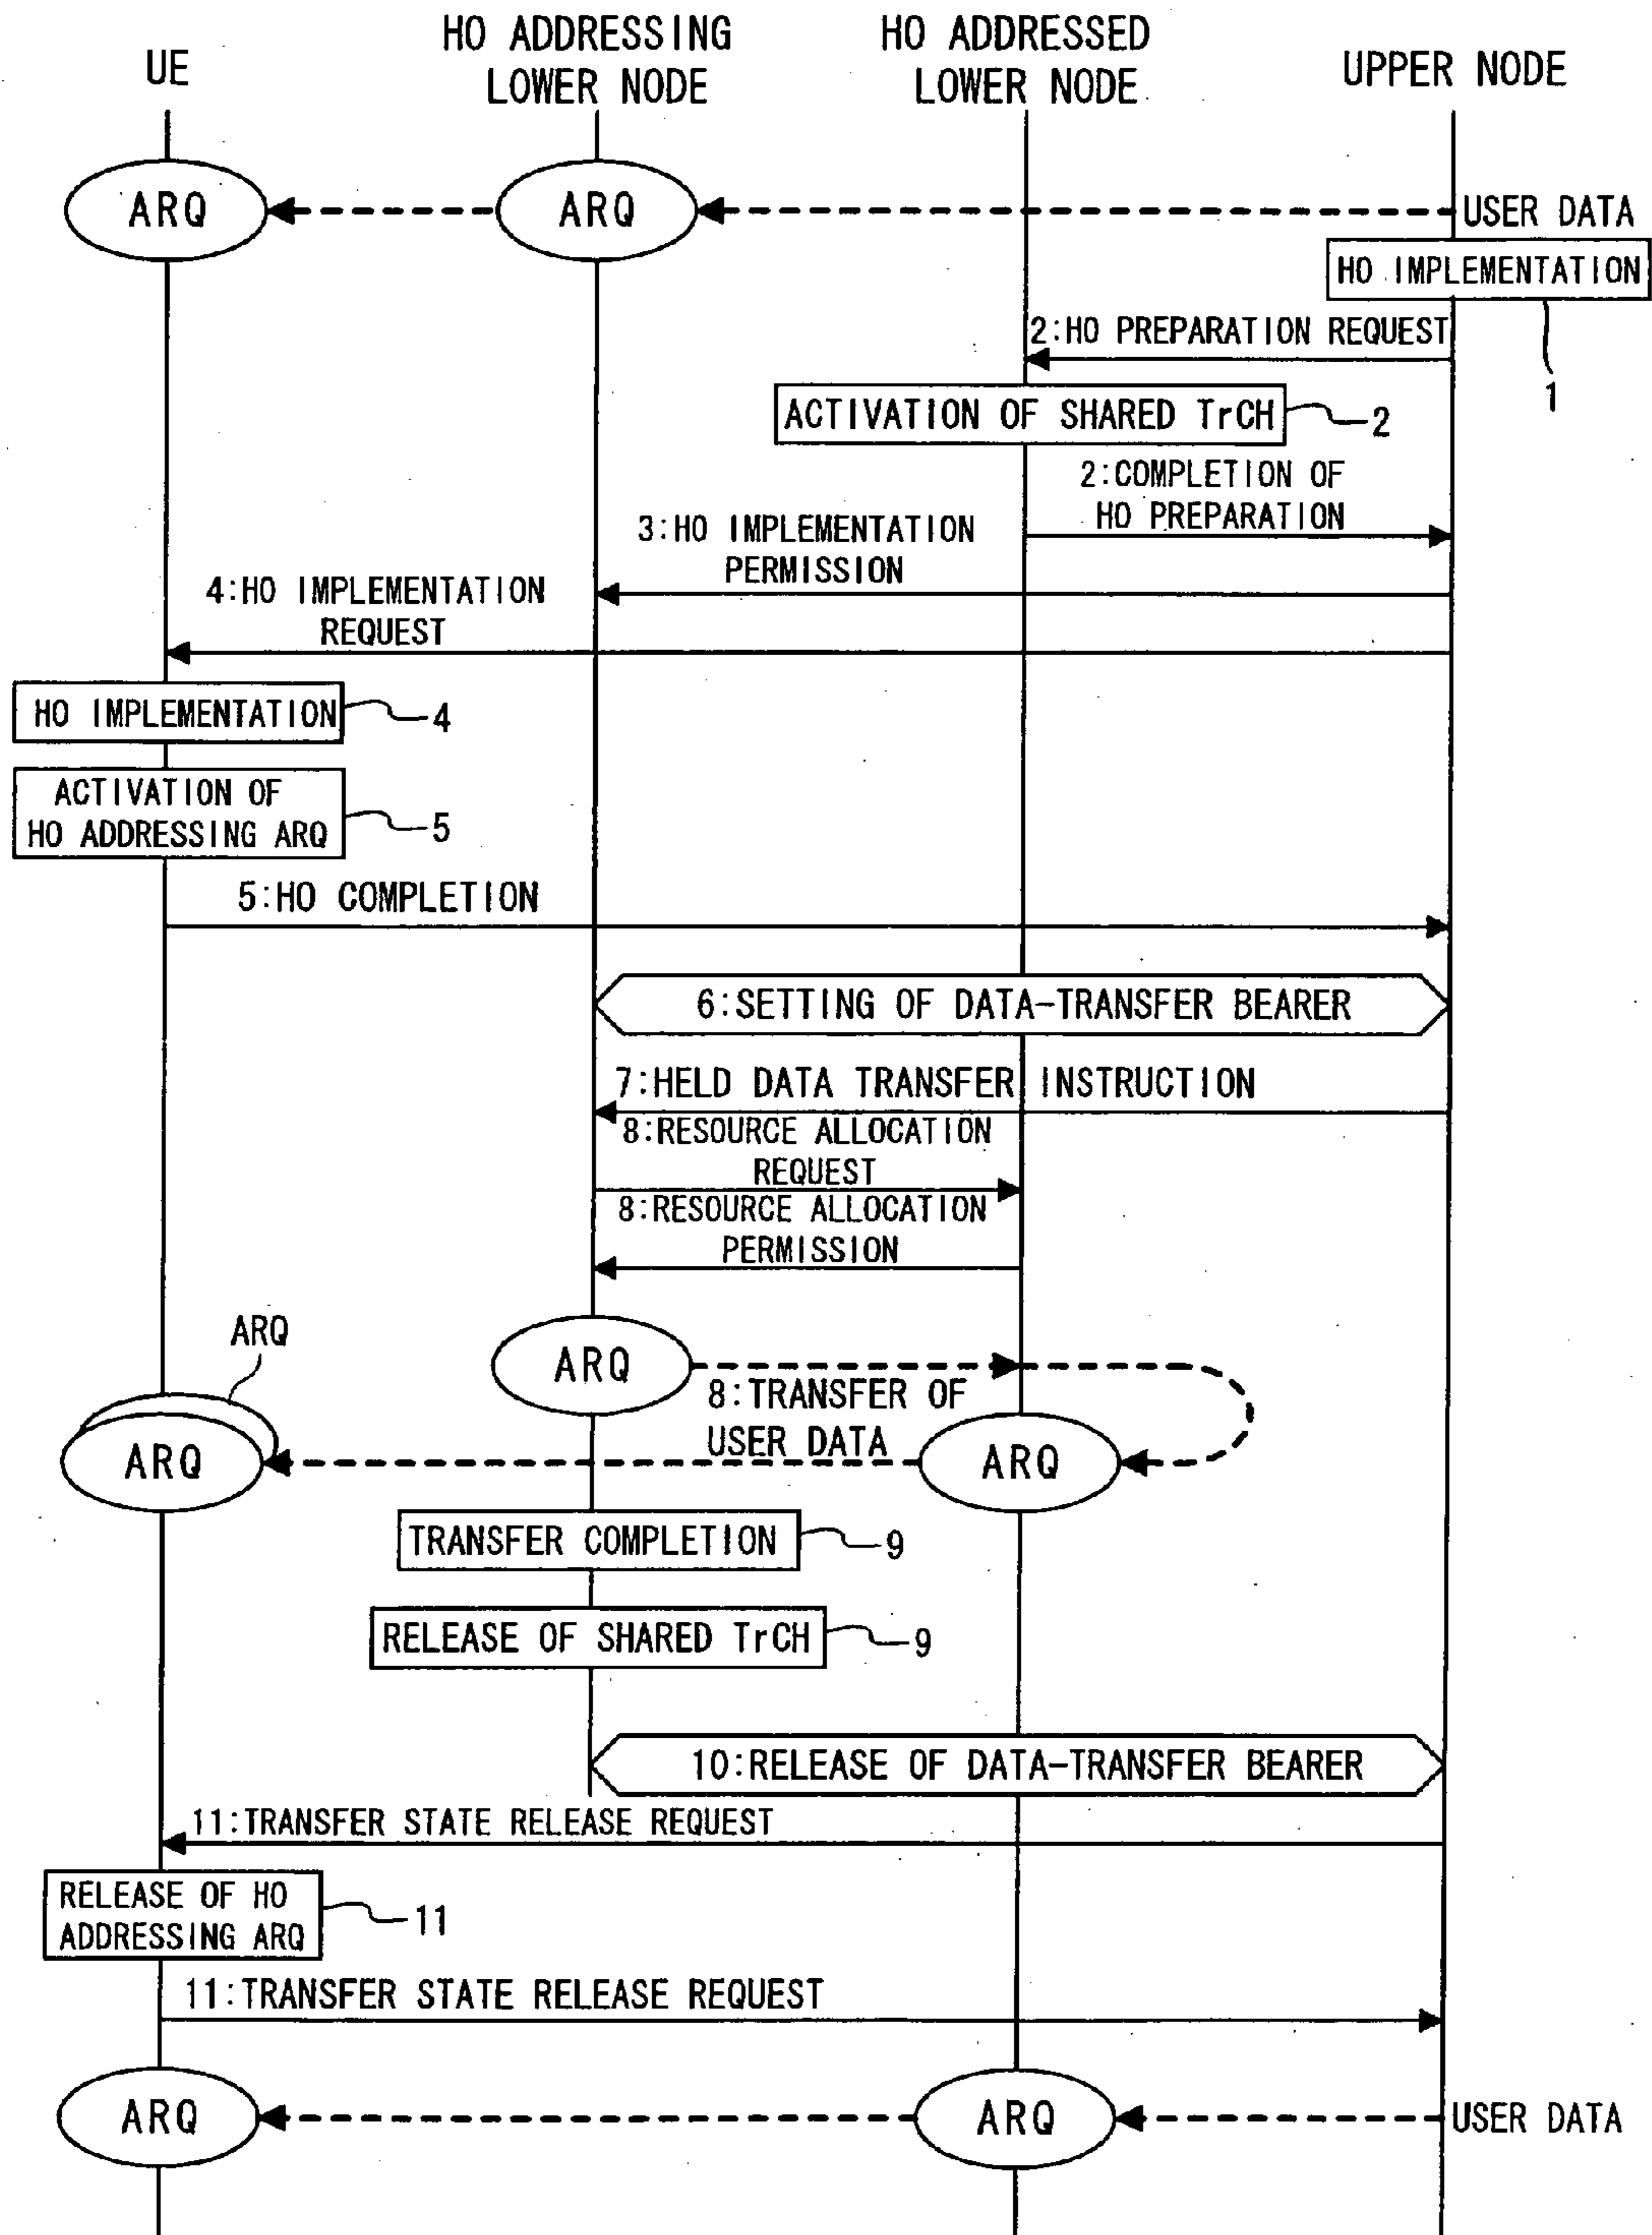 UE
HO ADDRESSING
LOWER NODE
HO ADDRESSED
LOWER NODE
UPPER NODE
ARQ
ARQ
USER DATA
HO IMPLEMENTATION
1
2:HO PREPARATION REQUEST
ACTIVATION OF SHARED TrCH
2
2:COMPLETION OF
HO PREPARATION
3:HO IMPLEMENTATION
PERMISSION
4:HO IMPLEMENTATION
REQUEST
HO IMPLEMENTATION
4
ACTIVATION OF
HO ADDRESSING ARQ
5
5:HO COMPLETION
6:SETTING OF DATA-TRANSFER BEARER
7:HELD DATA TRANSFER INSTRUCTION
8:RESOURCE ALLOCATION
REQUEST
8:RESOURCE ALLOCATION
PERMISSION
ARQ
ARQ
8:TRANSFER OF
USER DATA
ARQ
ARQ
TRANSFER COMPLETION
9
RELEASE OF SHARED TrCH
9
10:RELEASE OF DATA-TRANSFER BEARER
11:TRANSFER STATE RELEASE REQUEST
RELEASE OF HO
ADDRESSING ARQ
11
11:TRANSFER STATE RELEASE REQUEST
ARQ
ARQ
USER DATA